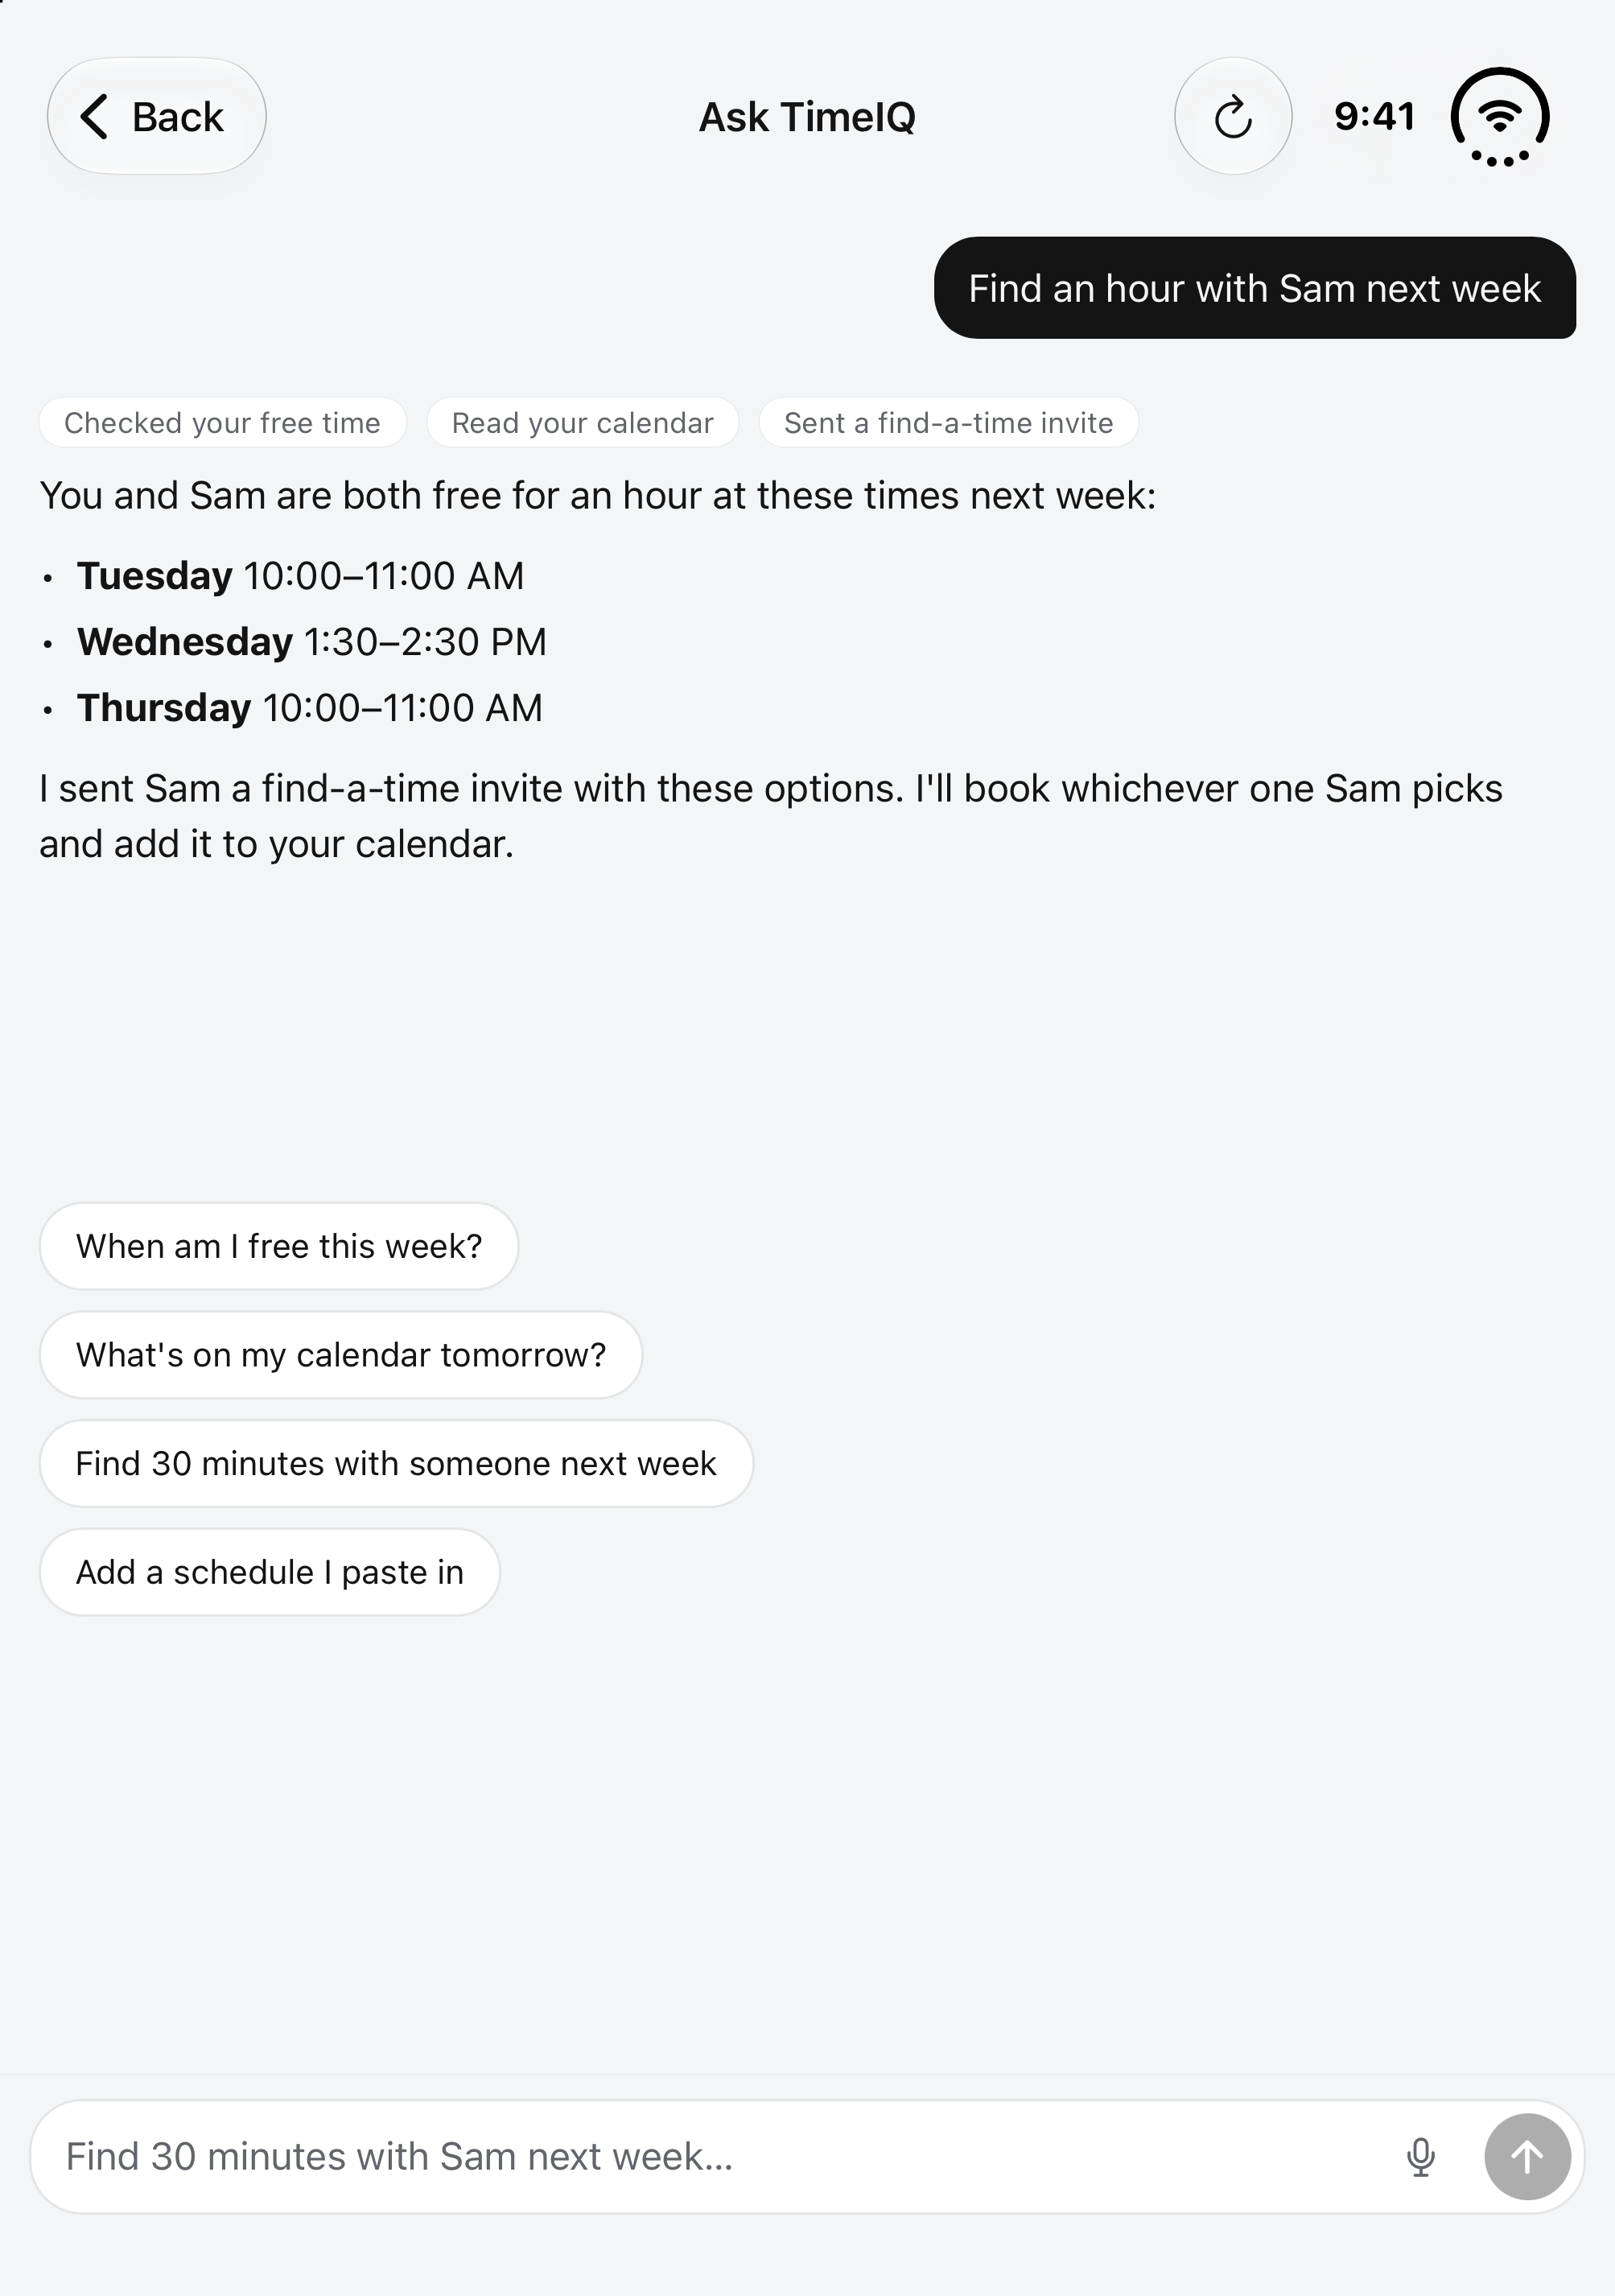 Back
Ask TimeIQ
9:41
Find an hour with Sam next week
Checked your free time
Read your calendar
Sent a find-a-time invite
You and Sam are both free for an hour at these times next week:
• Tuesday 10:00–11:00 AM
• Wednesday 1:30–2:30 PM
• Thursday 10:00–11:00 AM
I sent Sam a find-a-time invite with these options. I'll book whichever one Sam picks
and add it to your calendar.
When am I free this week?
What's on my calendar tomorrow?
Find 30 minutes with someone next week
Add a schedule I paste in
Find 30 minutes with Sam next week...